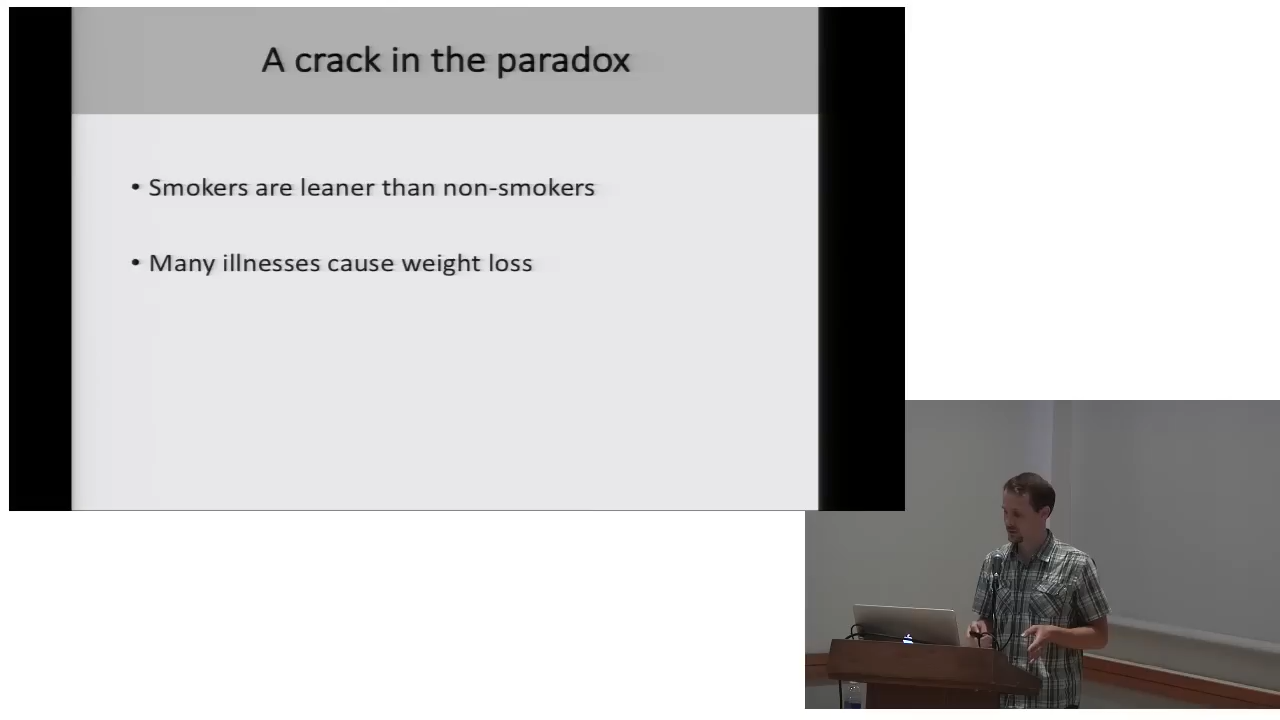 A crack in the paradox
• Smokers are leaner than non-smokers
• Many illnesses cause weight loss